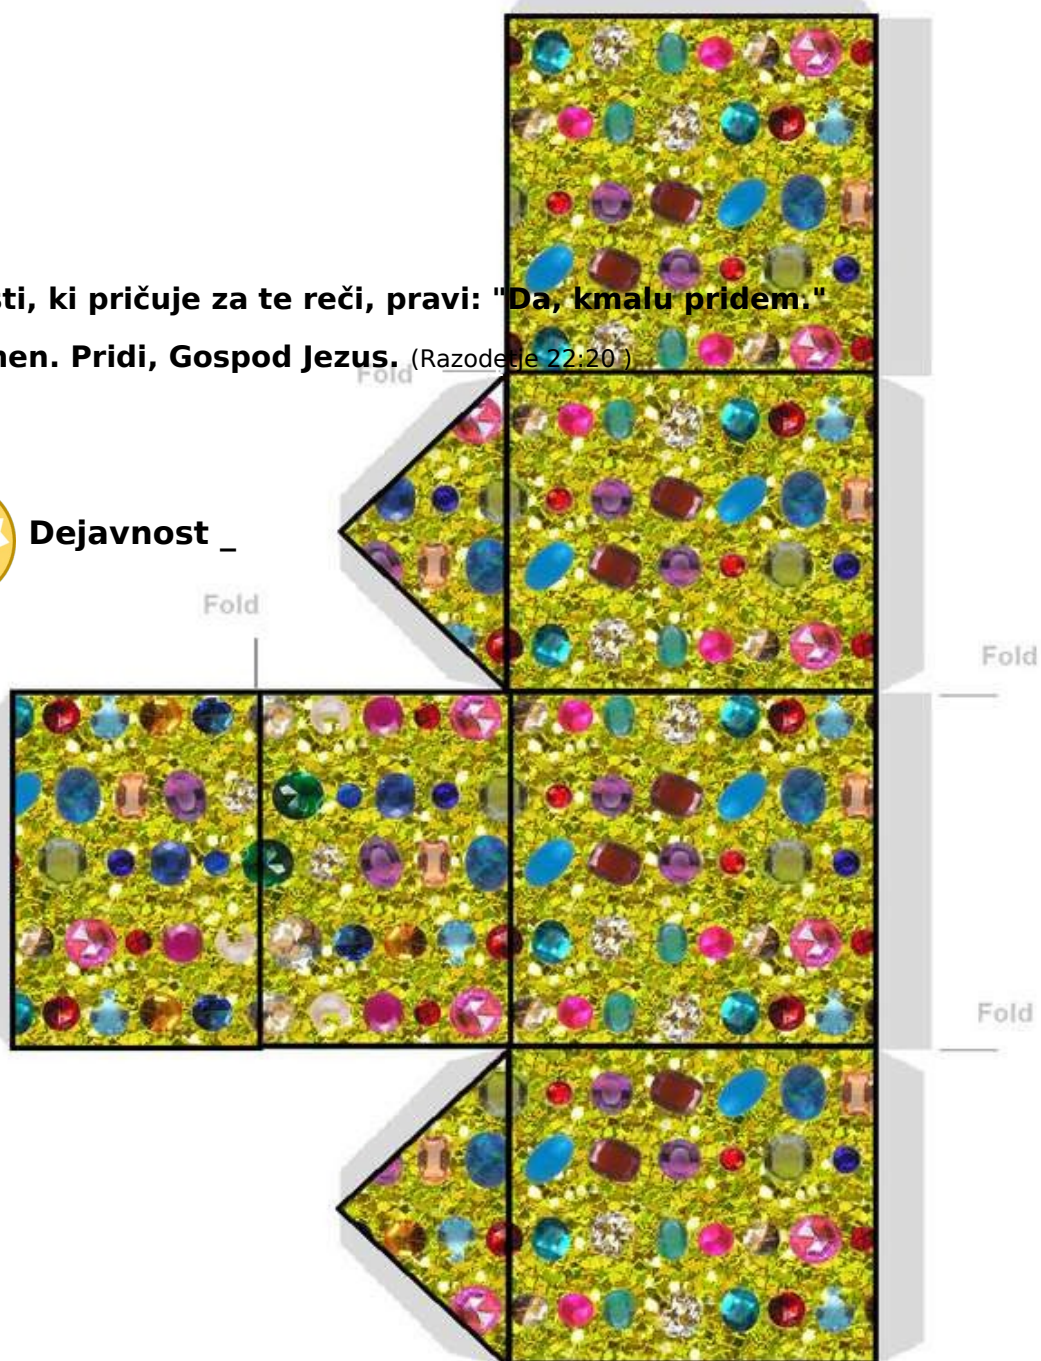 sti, ki pričuje za te reči, pravi: "Da, kmalu pridem."
nen. Pridi, Gospod Jezus. (Razodetje 22:20 )
Fold
Dejavnost _
Fold
Fold
Fold